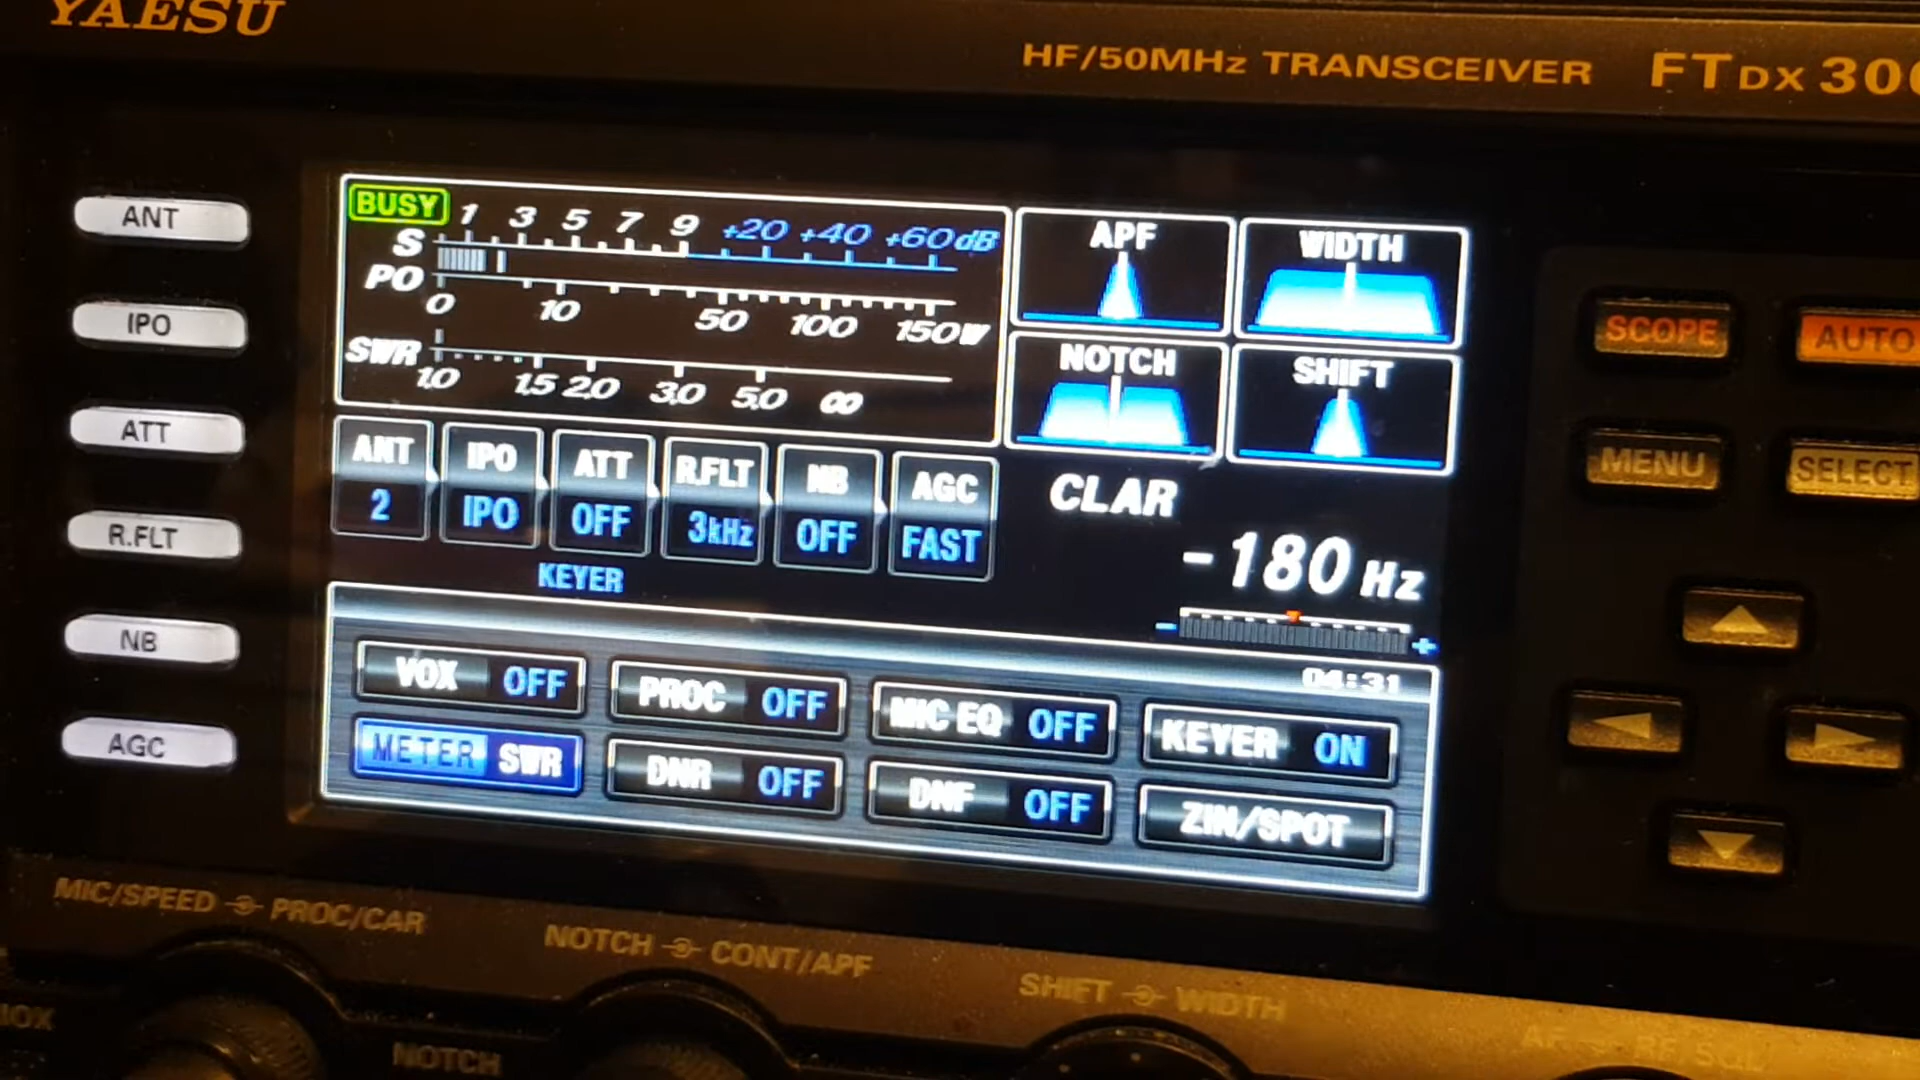 YAESU
HF/50MHz TRANSCEIVER FTDX 300
ANT
IPO
ATT
R.FLT
NB
AGC
BUSY 1 3 5 7 9 +20 +40 +60dB
S
PO
0 10 50 100 150W
SWR
1.0 1.5 2.0 3.0 5.0 ∞
APF
WIDTH
NOTCH
SHIFT
ANT IPO ATT R.FLT NB AGC
2 IPO OFF 3kHz OFF FAST
KEYER
CLAR
-180 Hz
- +
04:31
VOX OFF PROC OFF MIC EQ OFF KEYER ON
METER SWR DNR OFF DNF OFF ZIN/SPOT
SCOPE AUTO
MENU SELECT
MIC/SPEED PROC/CAR
NOTCH CONT/APF
SHIFT WIDTH
NOTCH